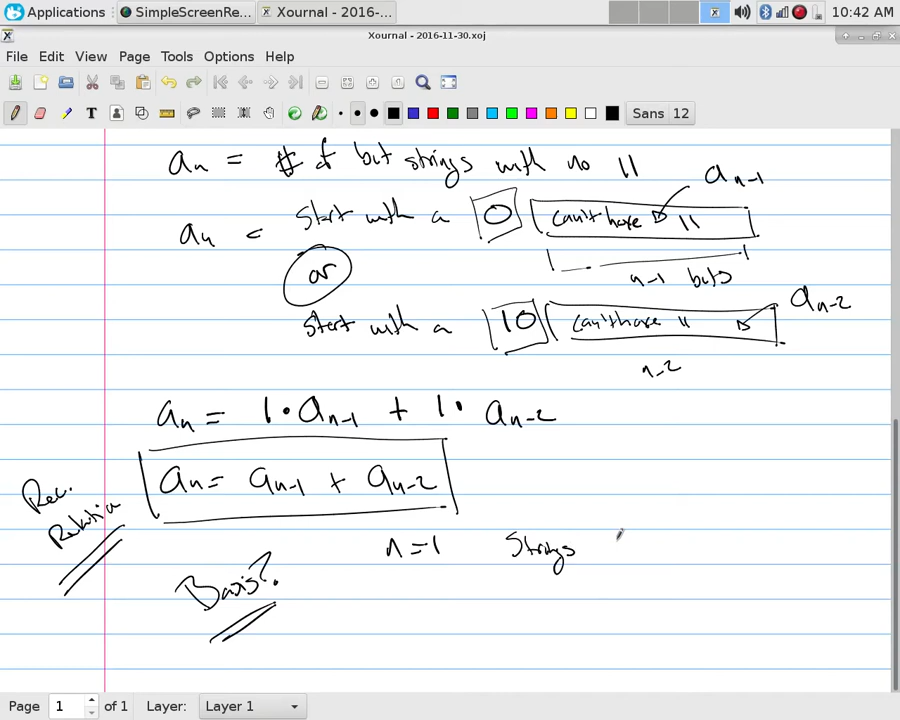 Applications SimpleScreenRe... Xournal - 2016-... 10:42 AM
Xournal - 2016-11-30.xoj
File Edit View Page Tools Options Help
T Sans 12
aₙ = # of bit strings with no 11
aₙ₋₁
aₙ = start with a 0 can't have 11
or
n-1 bits
aₙ₋₂
start with a 10 can't have 11
n-2
aₙ = 1·aₙ₋₁ + 1·aₙ₋₂
aₙ = aₙ₋₁ + aₙ₋₂
Rec.
Relation
n=1 Strings
Basis?
Page 1 of 1 Layer: Layer 1